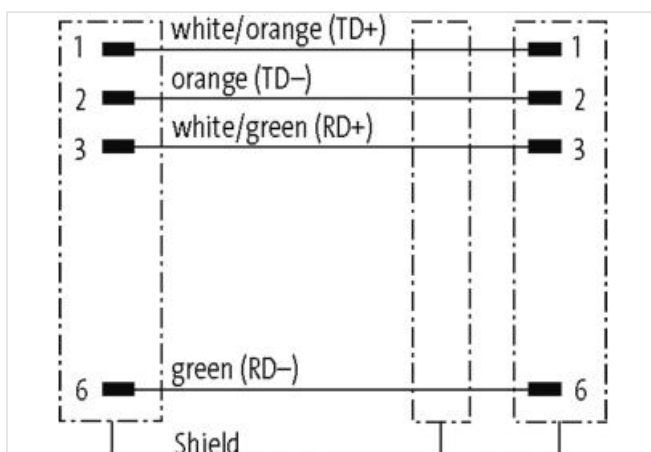 1 white/orange (TD+) 1
2 orange (TD–) 2
3 white/green (RD+) 3
6 green (RD–) 6
Shield